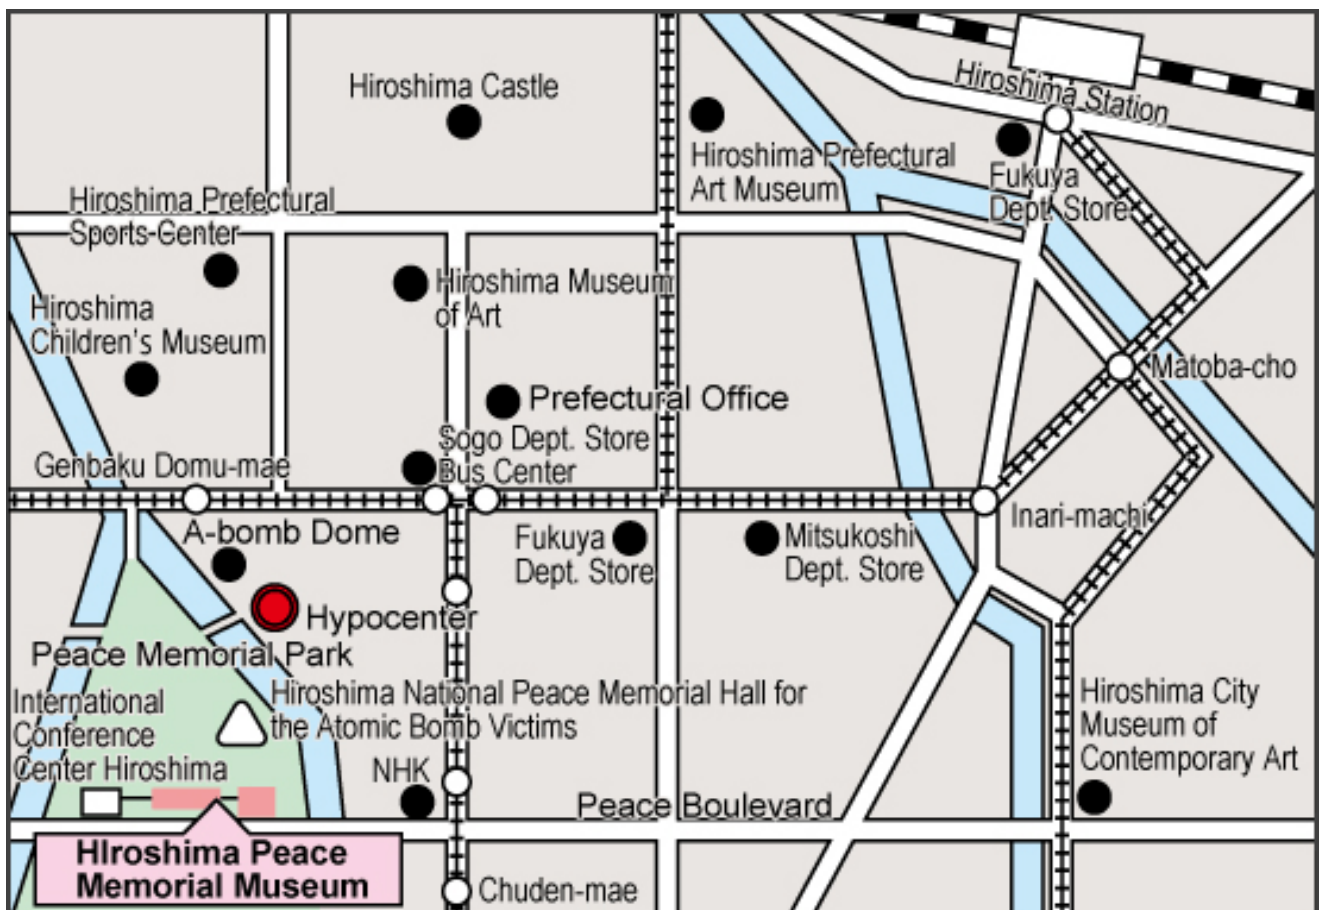 Hiroshima Station
Hiroshima Castle
Hiroshima Prefectural
Art Museum
Fukuya
Dept. Store
Hiroshima Prefectural
Sports-Center
Hiroshima Museum
of Art
Hiroshima
Children's Museum
Matoba-cho
Prefectural Office
Sogo Dept. Store
Bus Center
Genbaku Domu-mae
Inari-machi
A-bomb Dome
Fukuya
Dept. Store
Mitsukoshi
Dept. Store
Hypocenter
Peace Memorial Park
Hiroshima National Peace Memorial Hall for
the Atomic Bomb Victims
International
Conference
Center Hiroshima
Hiroshima City
Museum of
Contemporary Art
NHK
Peace Boulevard
HIroshima Peace
Memorial Museum
Chuden-mae